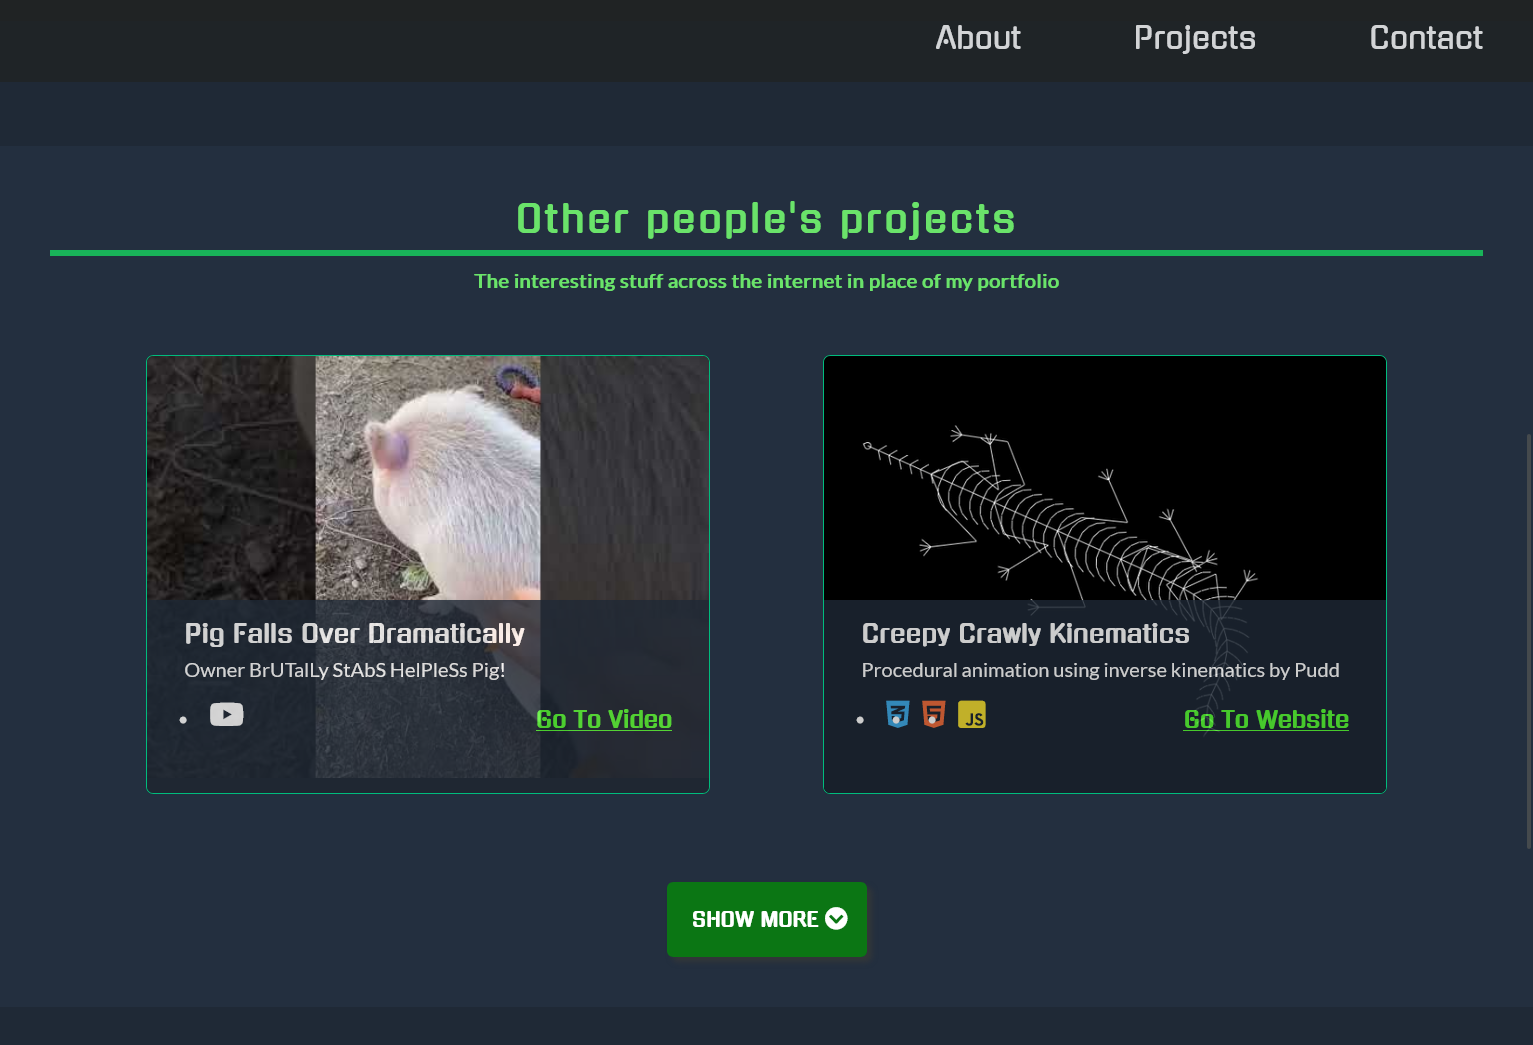 About Projects Contact
Other people's projects
The interesting stuff across the internet in place of my portfolio
Pig Falls Over Dramatically
Owner BrUTalLy StAbS HelPleSs Pig!
Go To Video
Creepy Crawly Kinematics
Procedural animation using inverse kinematics by Pudd
JS
Go To Website
SHOW MORE